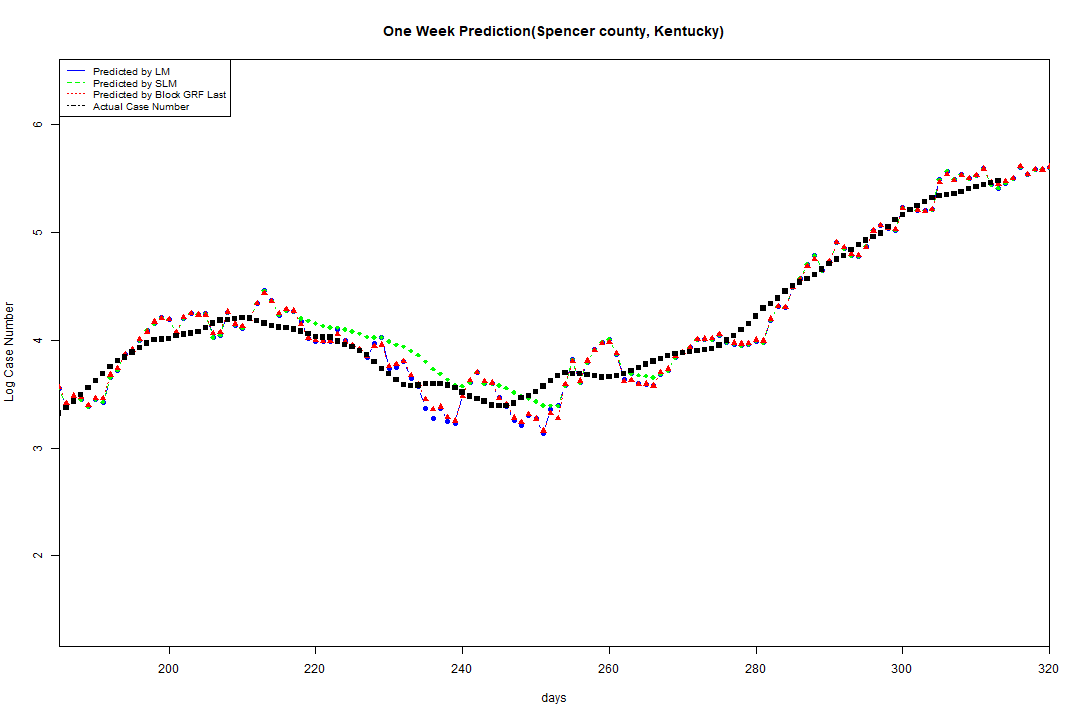 One Week Prediction(Spencer county, Kentucky)
Predicted by LM
Predicted by SLM
Predicted by Block GRF Last
Actual Case Number
Log Case Number
6
5
4
3
2
200 220 240 260 280 300 320
days